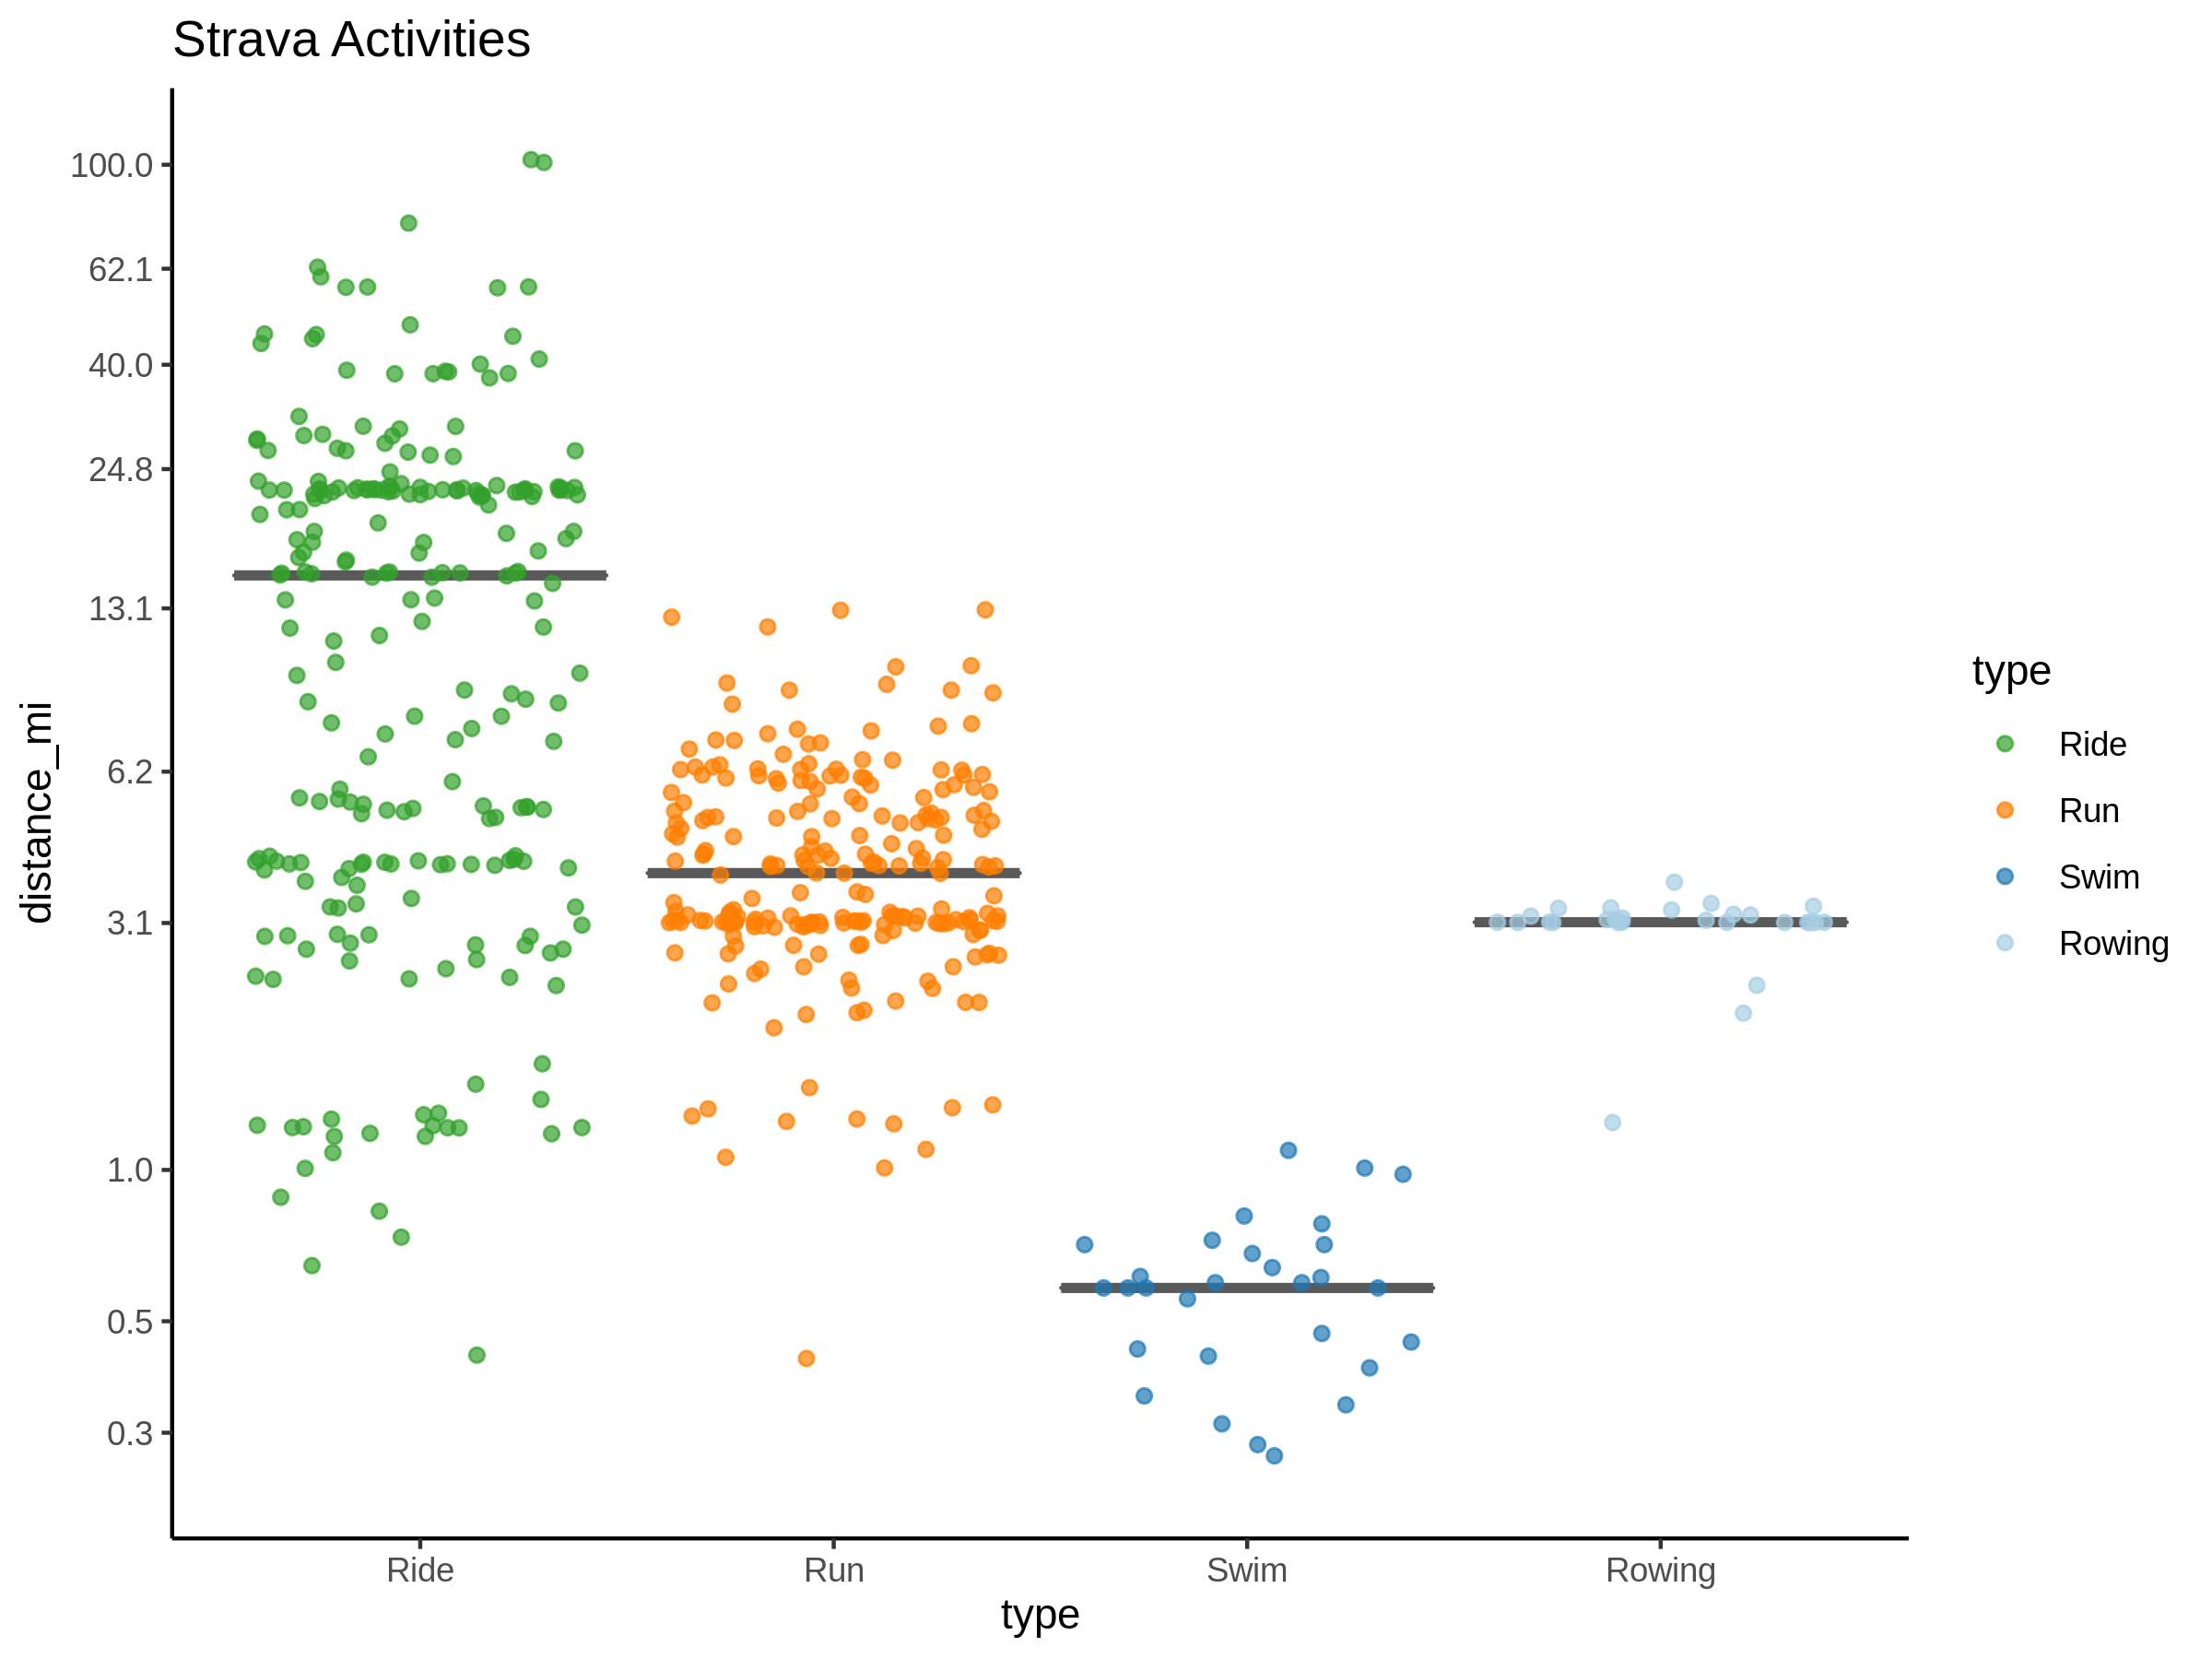 Strava Activities
distance_mi
100.0
62.1
40.0
24.8
13.1
6.2
3.1
1.0
0.5
0.3
Ride
Run
Swim
Rowing
type
type
Ride
Run
Swim
Rowing